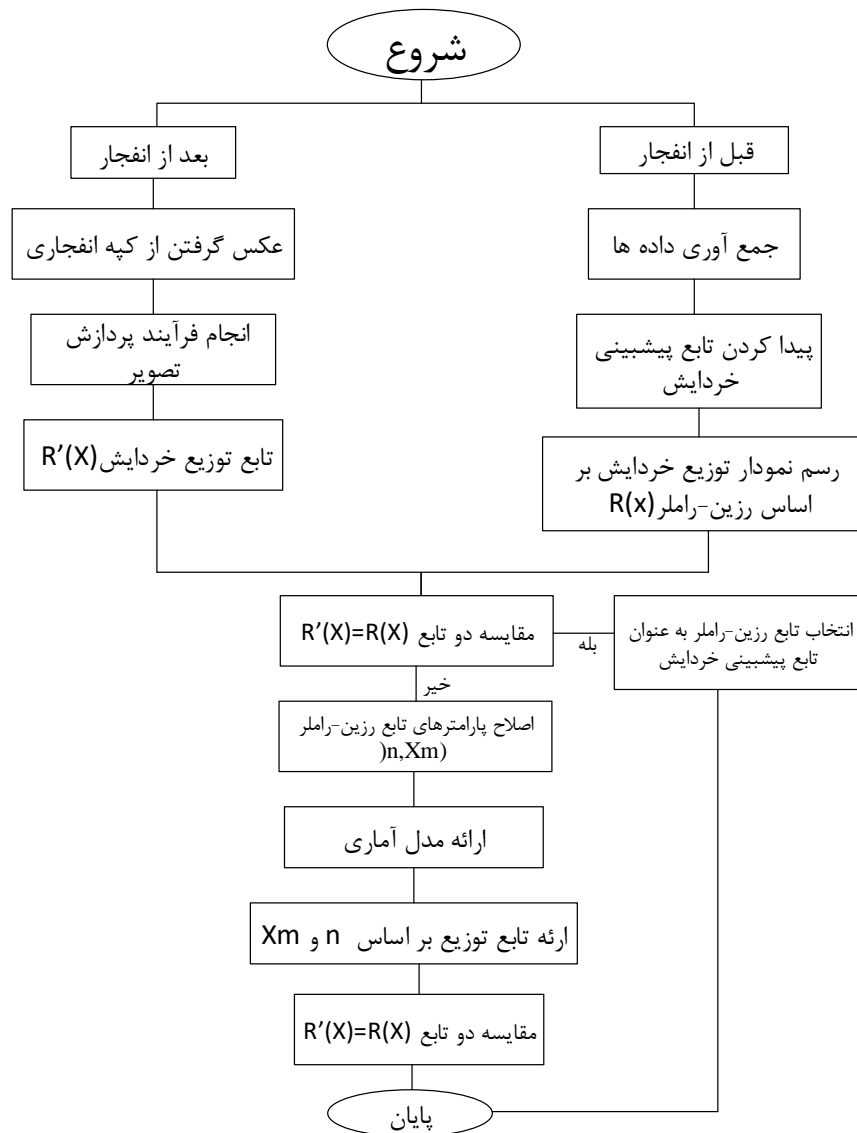 شروع
قبل از انفجار
بعد از انفجار
جمع آوری داده ها
عکس گرفتن از کپه انفجاری
پیدا کردن تابع پیشبینی
خردایش
انجام فرآیند پردازش
تصویر
رسم نمودار توزیع خردایش بر
اساس رزین-راملر R(x)
تابع توزیع خردایش R’(X)
مقایسه دو تابع R’(X)=R(X)
بله
انتخاب تابع رزین-راملر به عنوان
تابع پیشبینی خردایش
خیر
اصلاح پارامترهای تابع رزین-راملر
)n,Xm(
ارائه مدل آماری
ارئه تابع توزیع بر اساس n و Xm
مقایسه دو تابع R’(X)=R(X)
پایان